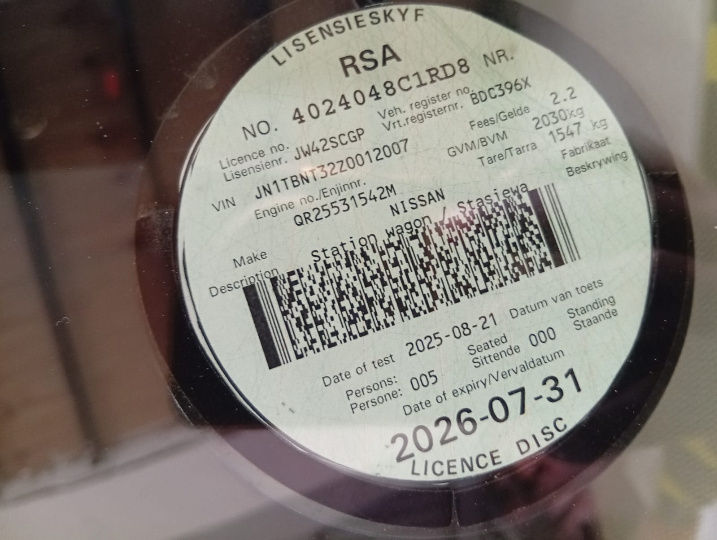 LISENSIESKYF
RSA
NO. 4024048C1RD8 NR.
Licence no. JW42SCGP Veh. register no. BDC396X
Lisensienr. Vrt.registernr.
VIN JN1TBNT32Z0012007 Fees/Gelde 2.2
Engine no./Enjinnr. GVM/BVM 2030kg
QR25531542M Tare/Tarra 1547 kg
Make NISSAN Fabrikaat
Description Station wagon / Stasiewa Beskrywing
Date of test 2025-08-21 Datum van toets
Persons: 005 Seated 000 Standing
Persone: Sittende Staande
Date of expiry/Vervaldatum
2026-07-31
LICENCE DISC